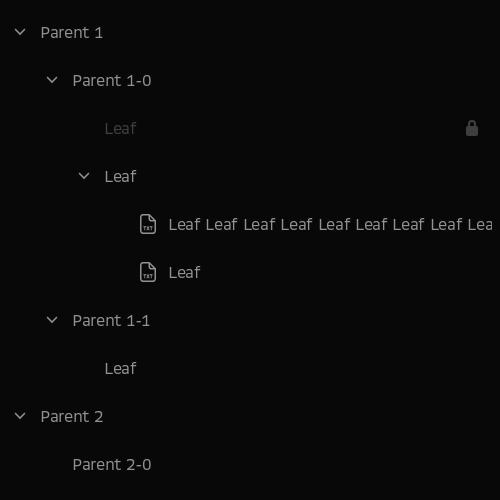 Parent 1
Parent 1-0
Leaf
Leaf
TXT Leaf Leaf Leaf Leaf Leaf Leaf Leaf Leaf Lea
TXT Leaf
Parent 1-1
Leaf
Parent 2
Parent 2-0